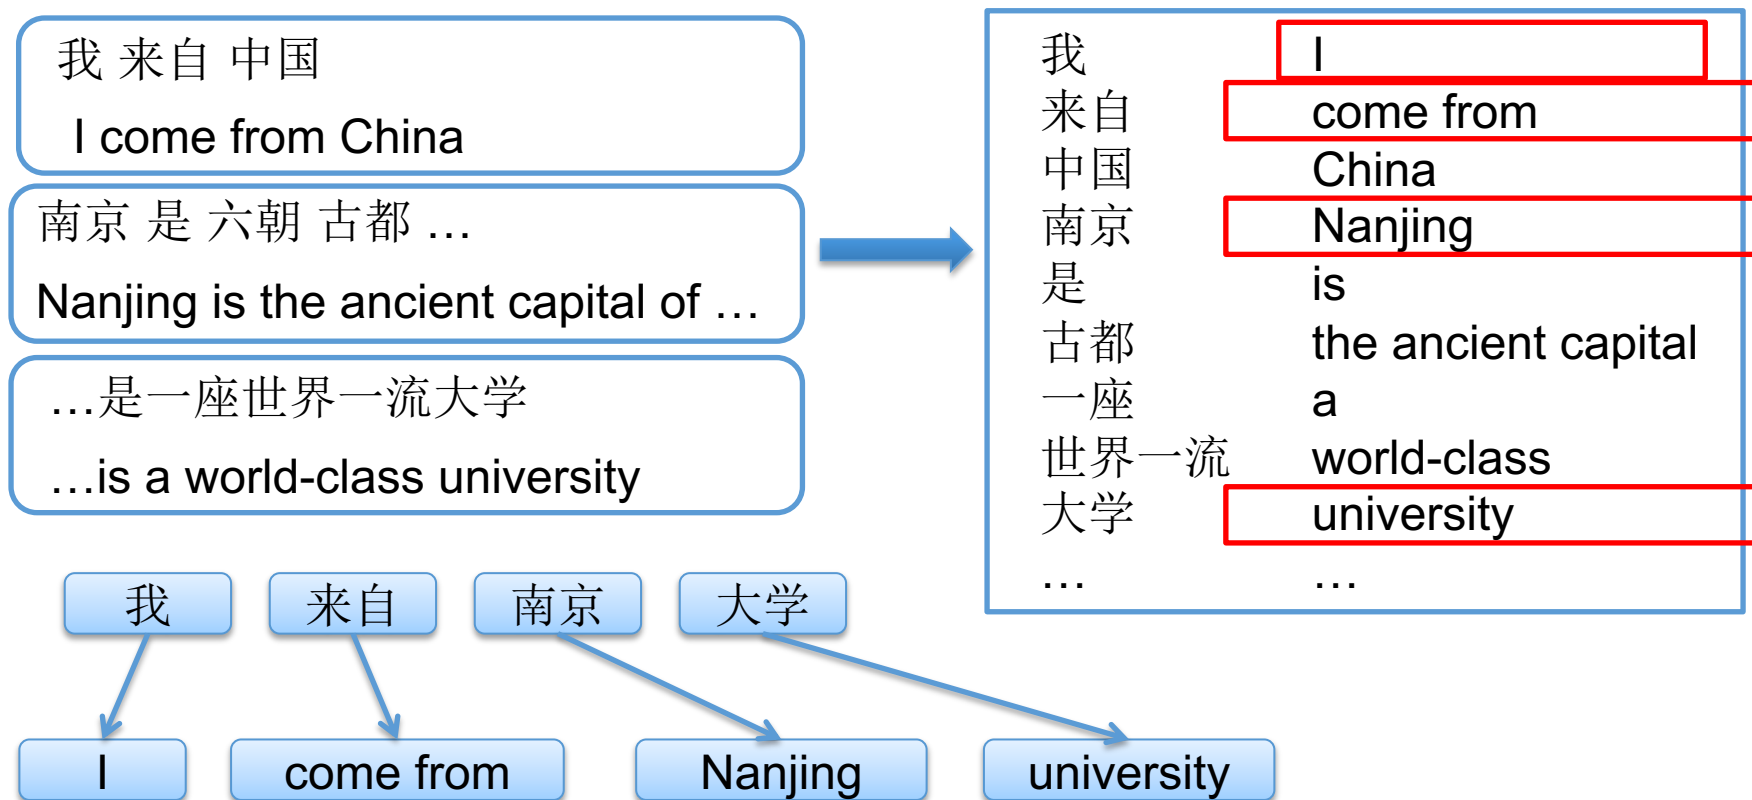 我 来自 中国
I come from China
南京 是 六朝 古都 …
Nanjing is the ancient capital of …
…是一座世界一流大学
…is a world-class university
我 I
来自 come from
中国 China
南京 Nanjing
是 is
古都 the ancient capital
一座 a
世界一流 world-class
大学 university
… …
我 来自 南京 大学
I come from Nanjing university